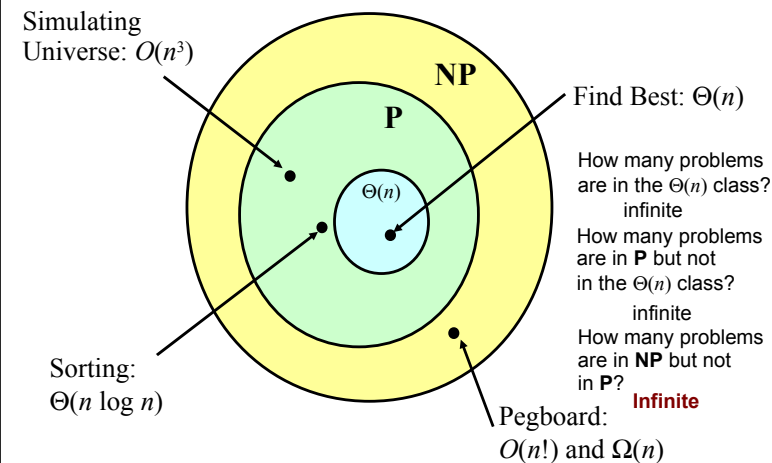 Simulating
Universe: O(n³)
NP
P
Find Best: Θ(n)
Θ(n)
How many problems
are in the Θ(n) class?
infinite
How many problems
are in P but not
in the Θ(n) class?
infinite
How many problems
are in NP but not
in P?
Infinite
Sorting:
Θ(n log n)
Pegboard:
O(n!) and Ω(n)